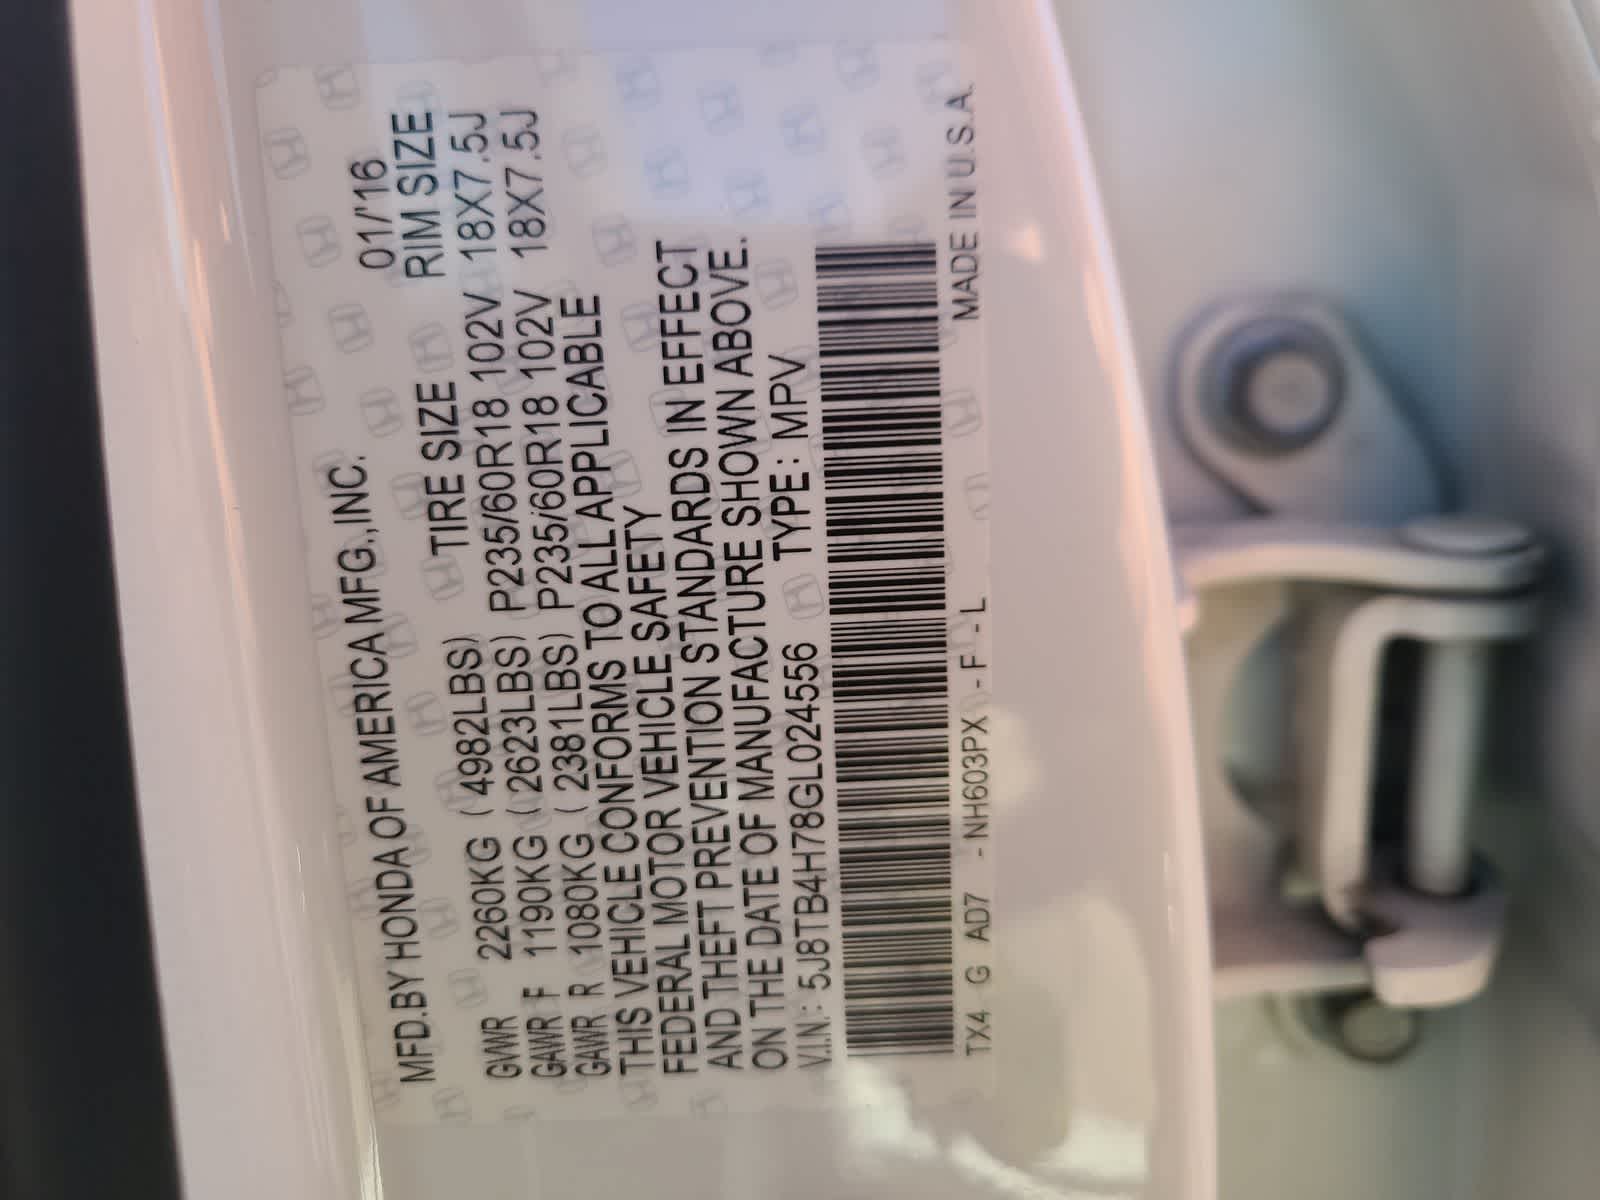 MFD.BY HONDA OF AMERICA MFG.,INC. 01/'16
TIRE SIZE RIM SIZE
GVWR 2260KG ( 4982LBS)
GAWR F 1190KG ( 2623LBS) P235/60R18 102V 18X7.5J
GAWR R 1080KG ( 2381LBS) P235/60R18 102V 18X7.5J
THIS VEHICLE CONFORMS TO ALL APPLICABLE
FEDERAL MOTOR VEHICLE SAFETY
AND THEFT PREVENTION STANDARDS IN EFFECT
ON THE DATE OF MANUFACTURE SHOWN ABOVE.
V.I.N.: 5J8TB4H78GL024556 TYPE : MPV
TX4 G AD7 - NH603PX - F - L MADE IN U.S.A.